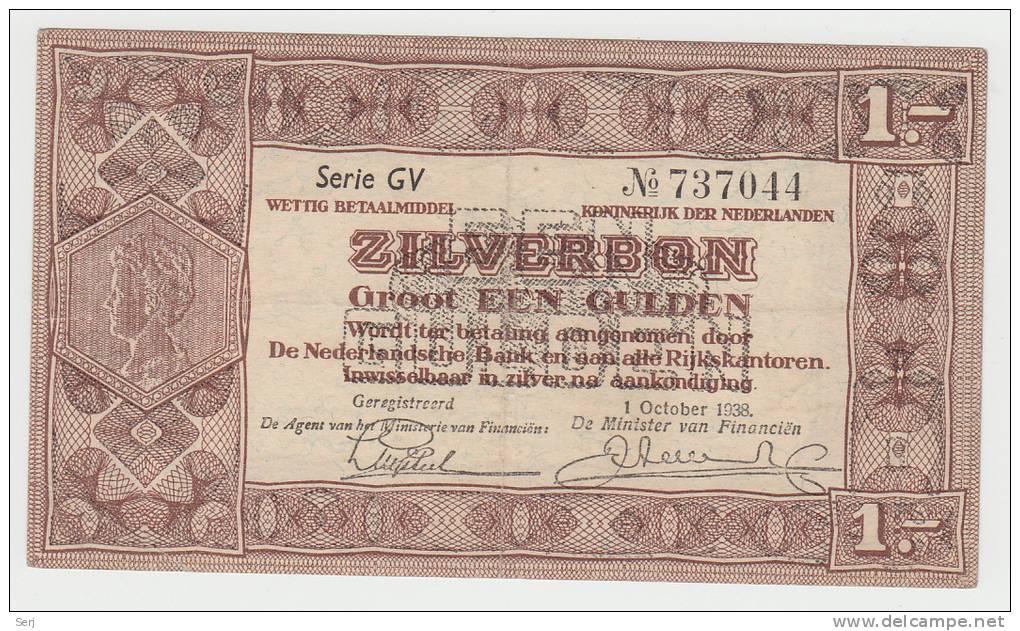 1.-
Serie GV
№ 737044
WETTIG BETAALMIDDEL
KONINKRIJK DER NEDERLANDEN
ZILVERBON
Groot EEN GULDEN
Wordt ter betaling aangenomen door
De Nederlandsche Bank en aan alle Rijkskantoren.
Inwisselbaar in zilver na aankondiging.
Geregistreerd
1 October 1938.
De Agent van het Ministerie van Financiën:
De Minister van Financiën
1.-
Serj
delcampe.net